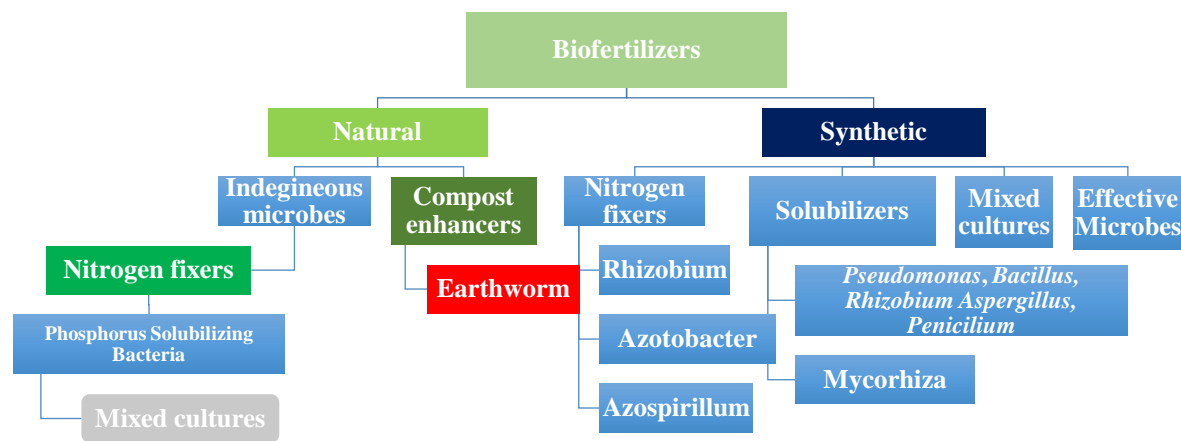 Biofertilizers
Natural
Synthetic
Indegineous
microbes
Compost
enhancers
Nitrogen
fixers
Solubilizers
Mixed
cultures
Effective
Microbes
Nitrogen fixers
Earthworm
Rhizobium
Pseudomonas, Bacillus,
Rhizobium Aspergillus,
Penicilium
Phosphorus Solubilizing
Bacteria
Azotobacter
Mycorhiza
Mixed cultures
Azospirillum